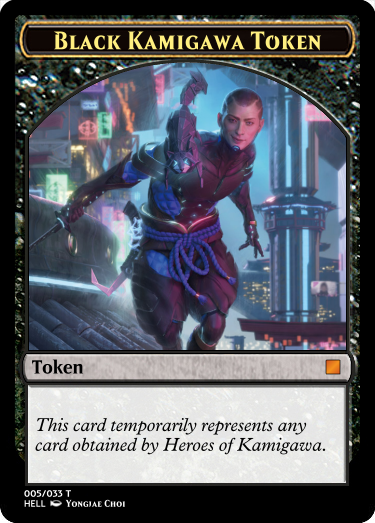 Black Kamigawa Token
Token
This card temporarily represents any
card obtained by Heroes of Kamigawa.
005/033 T
HELL Yongjae Choi